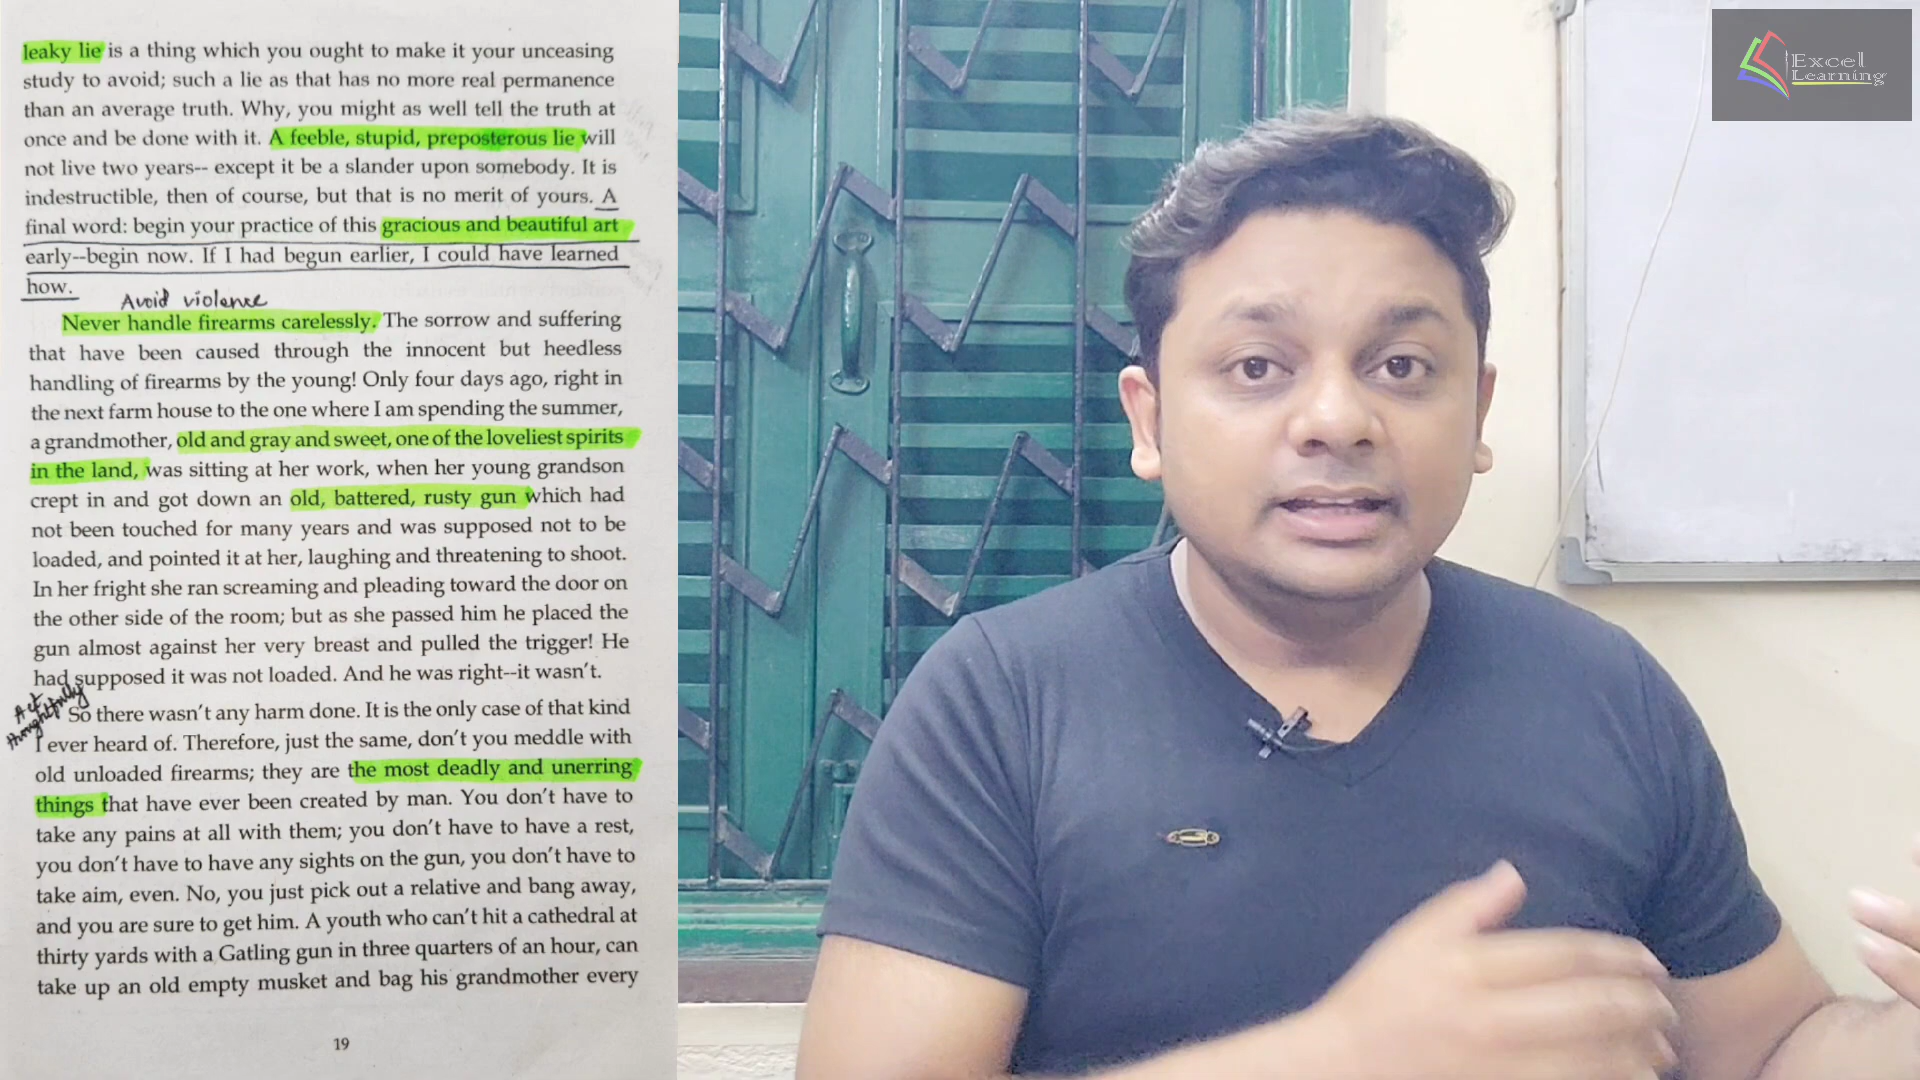 leaky lie is a thing which you ought to make it your unceasing
study to avoid; such a lie as that has no more real permanence
than an average truth. Why, you might as well tell the truth at
once and be done with it. A feeble, stupid, preposterous lie will
not live two years-- except it be a slander upon somebody. It is
indestructible, then of course, but that is no merit of yours. A
final word: begin your practice of this gracious and beautiful art
early--begin now. If I had begun earlier, I could have learned
how.
Avoid violence
Never handle firearms carelessly. The sorrow and suffering
that have been caused through the innocent but heedless
handling of firearms by the young! Only four days ago, right in
the next farm house to the one where I am spending the summer,
a grandmother, old and gray and sweet, one of the loveliest spirits
in the land, was sitting at her work, when her young grandson
crept in and got down an old, battered, rusty gun which had
not been touched for many years and was supposed not to be
loaded, and pointed it at her, laughing and threatening to shoot.
In her fright she ran screaming and pleading toward the door on
the other side of the room; but as she passed him he placed the
gun almost against her very breast and pulled the trigger! He
had supposed it was not loaded. And he was right--it wasn't.
Act
thoughtfully
So there wasn't any harm done. It is the only case of that kind
I ever heard of. Therefore, just the same, don't you meddle with
old unloaded firearms; they are the most deadly and unerring
things that have ever been created by man. You don't have to
take any pains at all with them; you don't have to have a rest,
you don't have to have any sights on the gun, you don't have to
take aim, even. No, you just pick out a relative and bang away,
and you are sure to get him. A youth who can't hit a cathedral at
thirty yards with a Gatling gun in three quarters of an hour, can
take up an old empty musket and bag his grandmother every
19
Excel
Learning